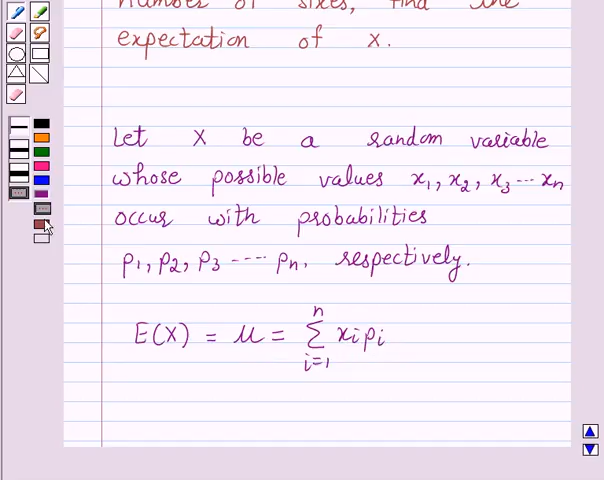 number of sixes, find the
expectation of X.
Let X be a random variable
whose possible values x₁, x₂, x₃ ... xₙ
occur with probabilities
p₁, p₂, p₃ .... pₙ, respectively.
E(X) = μ = ∑ⁿᵢ₌₁ xᵢpᵢ